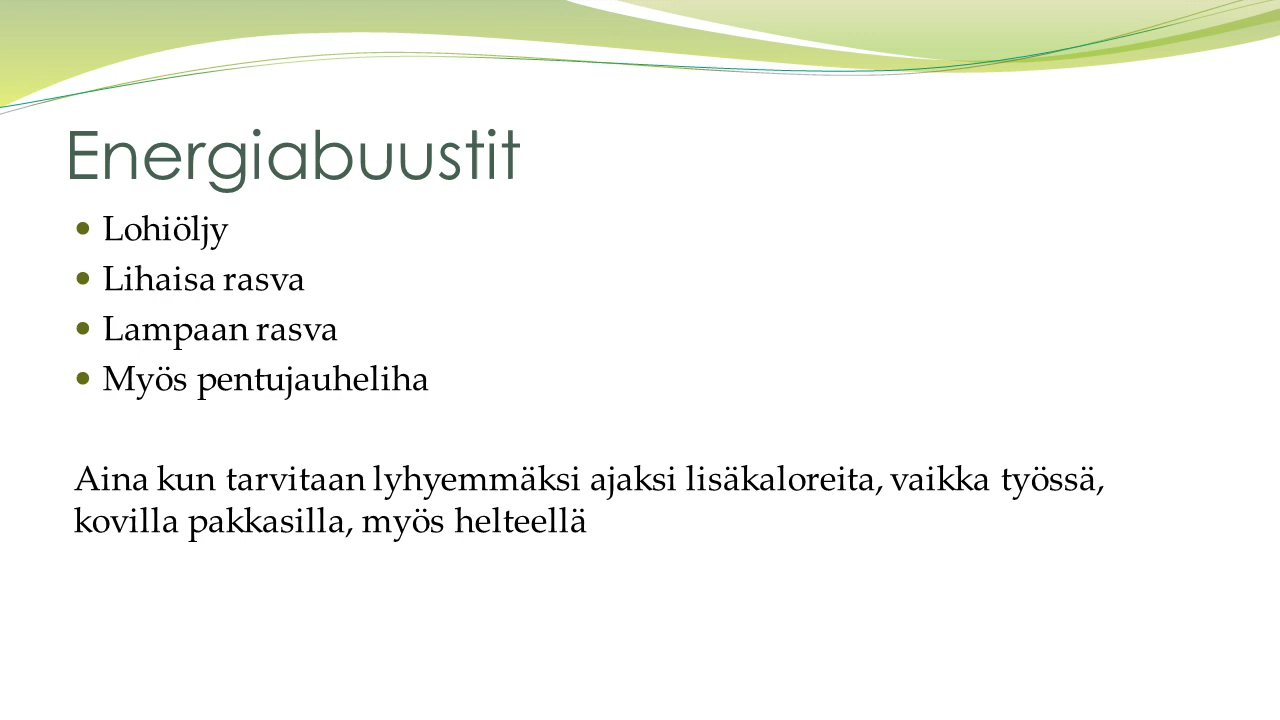 Energiabuustit
• Lohiöljy
• Lihaisa rasva
• Lampaan rasva
• Myös pentujauheliha
Aina kun tarvitaan lyhyemmäksi ajaksi lisäkaloreita, vaikka työssä,
kovilla pakkasilla, myös helteellä